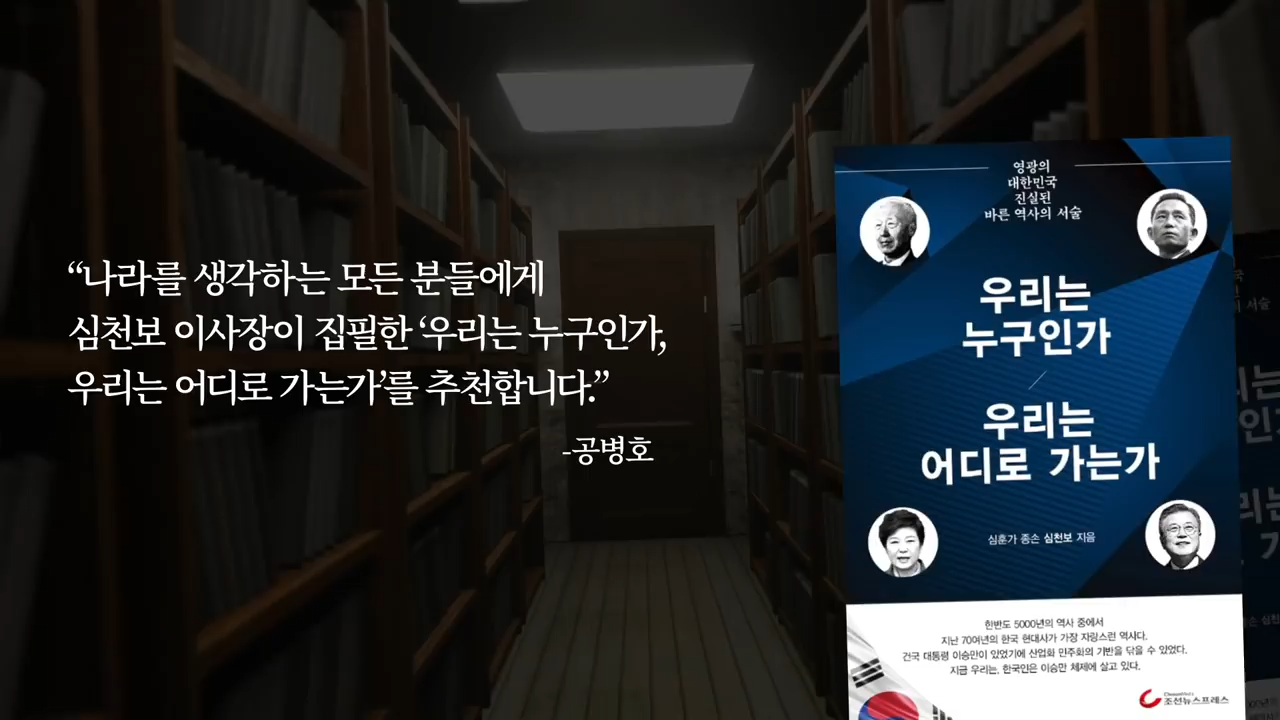 “나라를 생각하는 모든 분들에게
심천보 이사장이 집필한 ‘우리는 누구인가,
우리는 어디로 가는가’를 추천합니다.”
-공병호
영광의
대한민국
진실된
바른 역사의 서술
우리는
누구인가
우리는
어디로 가는가
심훈가 종손 심천보 지음
한반도 5000년의 역사 중에서
지난 70여년의 한국 현대사가 가장 자랑스런 역사다.
건국 대통령 이승만이 있었기에 산업화 민주화의 기반을 닦을 수 있었다.
지금 우리는, 한국인은 이승만 체제에 살고 있다.
조선뉴스프레스